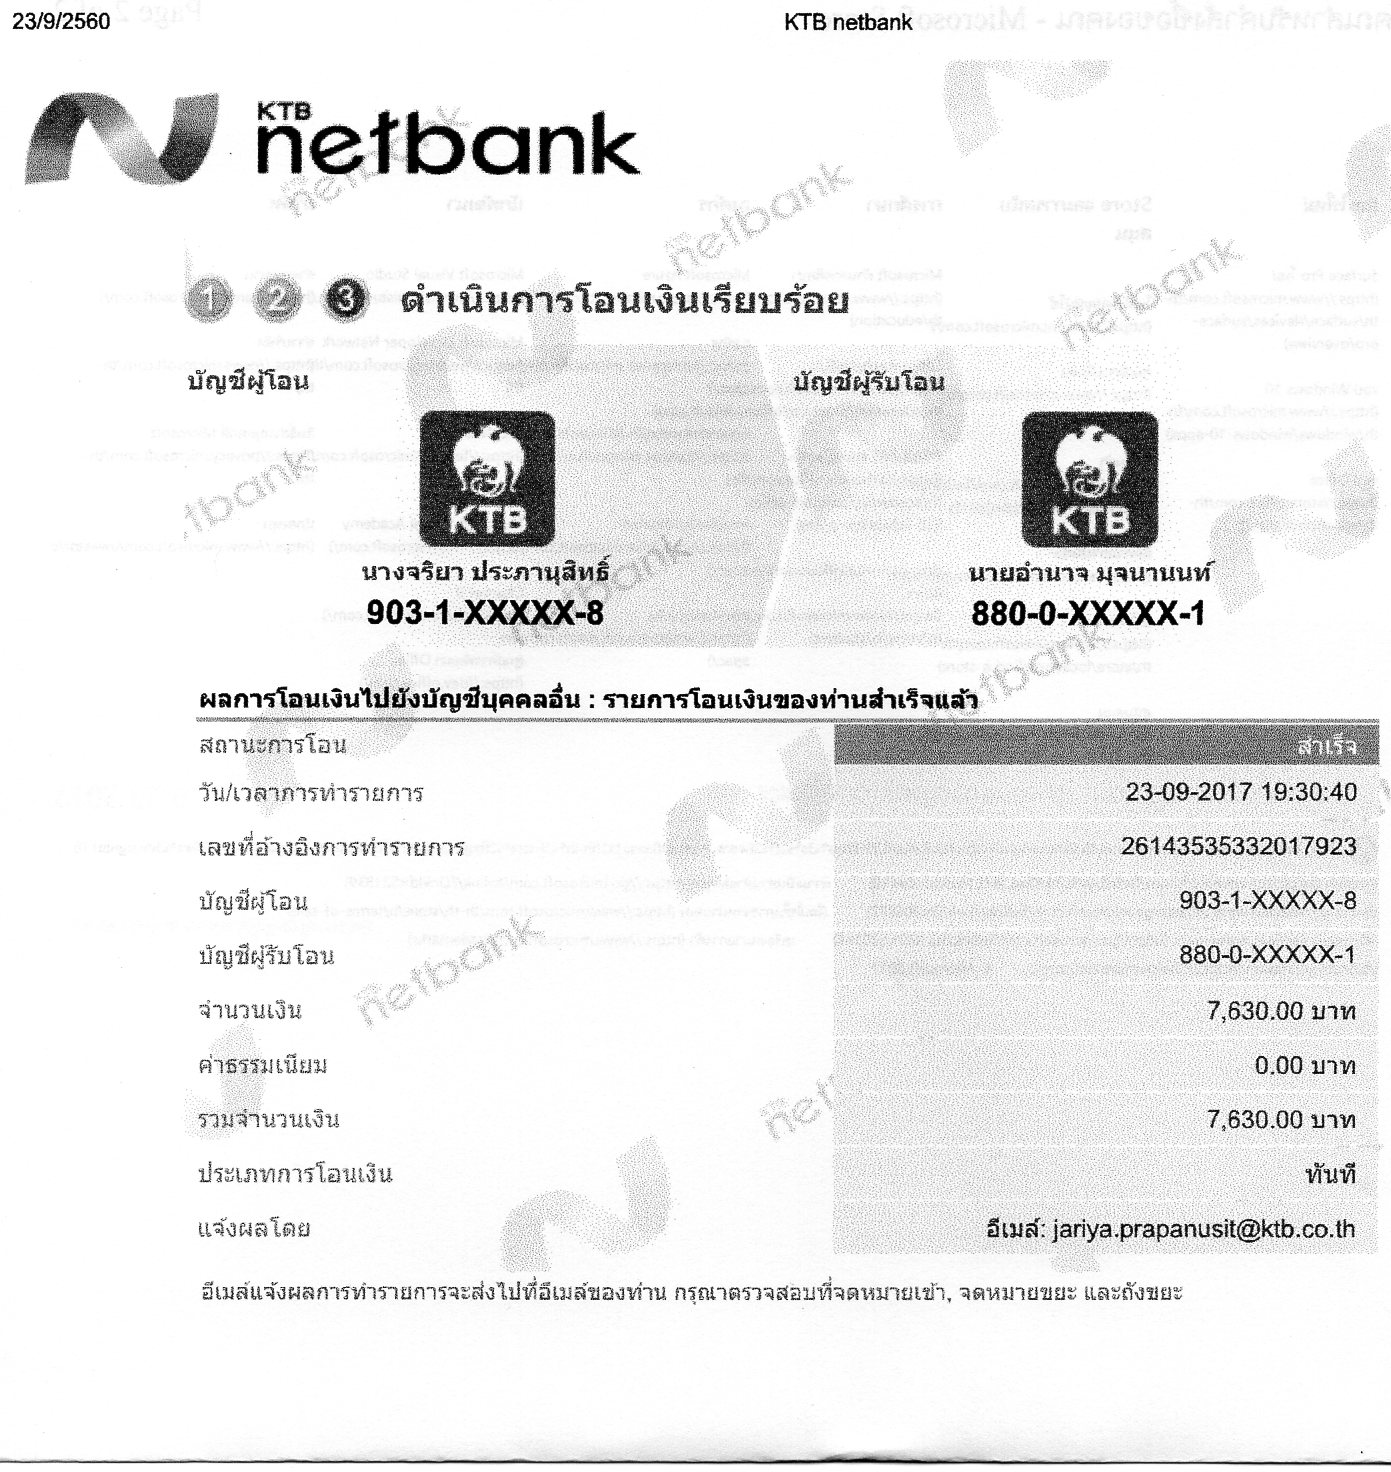 23/9/2560
KTB netbank
KTB
netbank
1 2 3 ดำเนินการโอนเงินเรียบร้อย
บัญชีผู้โอน
บัญชีผู้รับโอน
KTB
KTB
นางจริยา ประภานุสิทธิ์
นายอำนาจ มุจนานนท์
903-1-XXXXX-8
880-0-XXXXX-1
ผลการโอนเงินไปยังบัญชีบุคคลอื่น : รายการโอนเงินของท่านสำเร็จแล้ว
สถานะการโอน สำเร็จ
วัน/เวลาการทำรายการ 23-09-2017 19:30:40
เลขที่อ้างอิงการทำรายการ 26143535332017923
บัญชีผู้โอน 903-1-XXXXX-8
บัญชีผู้รับโอน 880-0-XXXXX-1
จำนวนเงิน 7,630.00 บาท
ค่าธรรมเนียม 0.00 บาท
รวมจำนวนเงิน 7,630.00 บาท
ประเภทการโอนเงิน ทันที
แจ้งผลโดย อีเมล์: jariya.prapanusit@ktb.co.th
อีเมล์แจ้งผลการทำรายการจะส่งไปที่อีเมล์ของท่าน กรุณาตรวจสอบที่จดหมายเข้า, จดหมายขยะ และถังขยะ